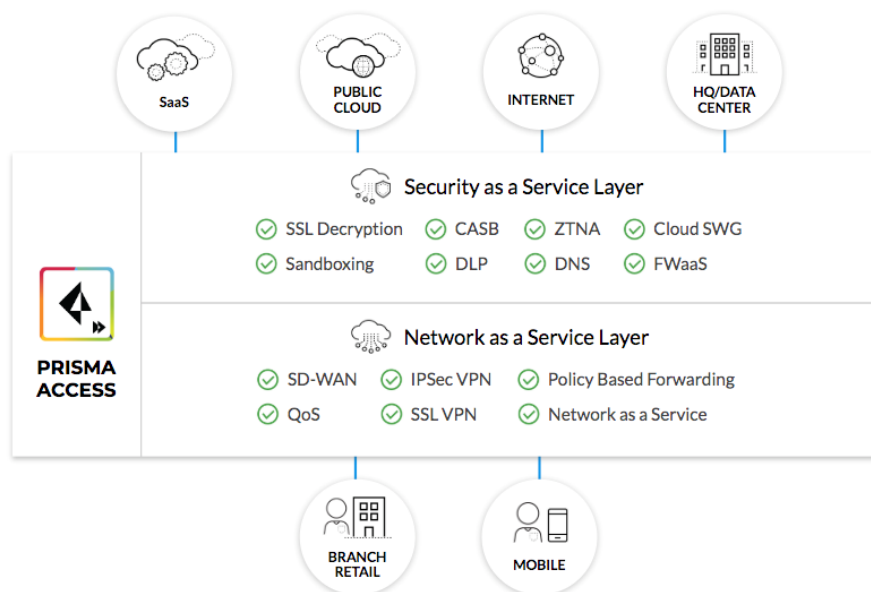 SaaS
PUBLIC
CLOUD
INTERNET
HQ/DATA
CENTER
Security as a Service Layer
SSL Decryption CASB ZTNA Cloud SWG
Sandboxing DLP DNS FWaaS
PRISMA
ACCESS
Network as a Service Layer
SD-WAN IPSec VPN Policy Based Forwarding
QoS SSL VPN Network as a Service
BRANCH
RETAIL
MOBILE